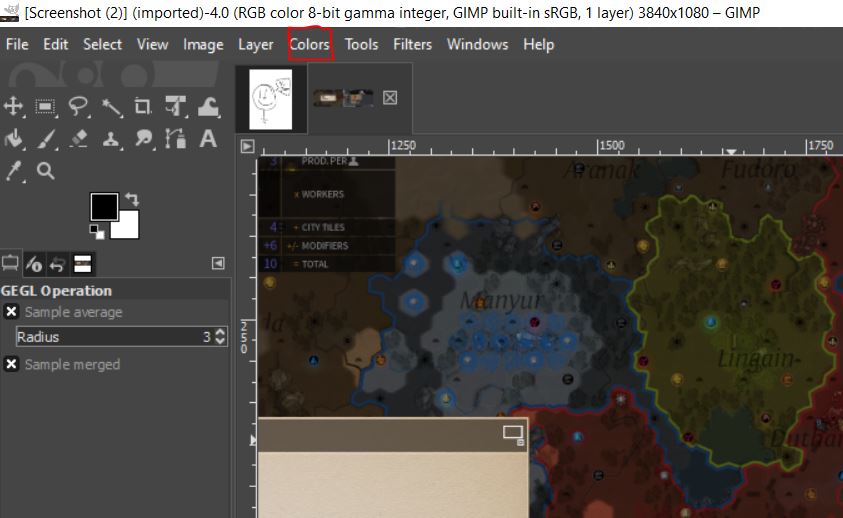 [Screenshot (2)] (imported)-4.0 (RGB color 8-bit gamma integer, GIMP built-in sRGB, 1 layer) 3840x1080 – GIMP
File Edit Select View Image Layer Colors Tools Filters Windows Help
1250 1500 1750
3 PROD. PER
x WORKERS
4 + CITY TILES
+6 +/- MODIFIERS
10 = TOTAL
Aranak Fudoro
GEGL Operation
Sample average
Radius 3
Sample merged
250
Manyur
Lingain